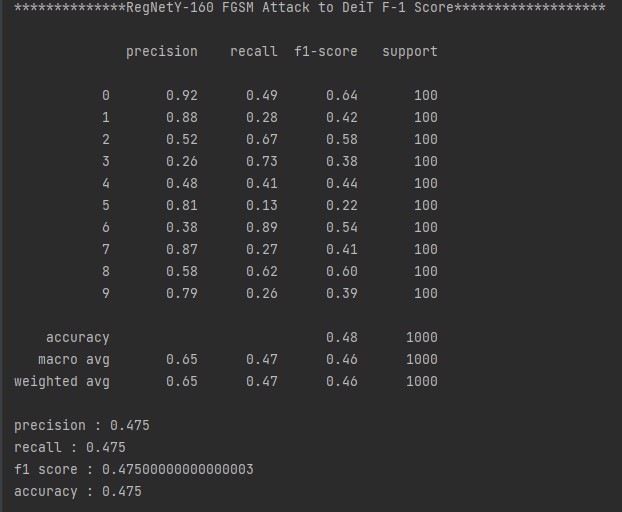 **************RegNetY-160 FGSM Attack to DeiT F-1 Score*******************
precision recall f1-score support
0 0.92 0.49 0.64 100
1 0.88 0.28 0.42 100
2 0.52 0.67 0.58 100
3 0.26 0.73 0.38 100
4 0.48 0.41 0.44 100
5 0.81 0.13 0.22 100
6 0.38 0.89 0.54 100
7 0.87 0.27 0.41 100
8 0.58 0.62 0.60 100
9 0.79 0.26 0.39 100
accuracy 0.48 1000
macro avg 0.65 0.47 0.46 1000
weighted avg 0.65 0.47 0.46 1000
precision : 0.475
recall : 0.475
f1 score : 0.47500000000000003
accuracy : 0.475